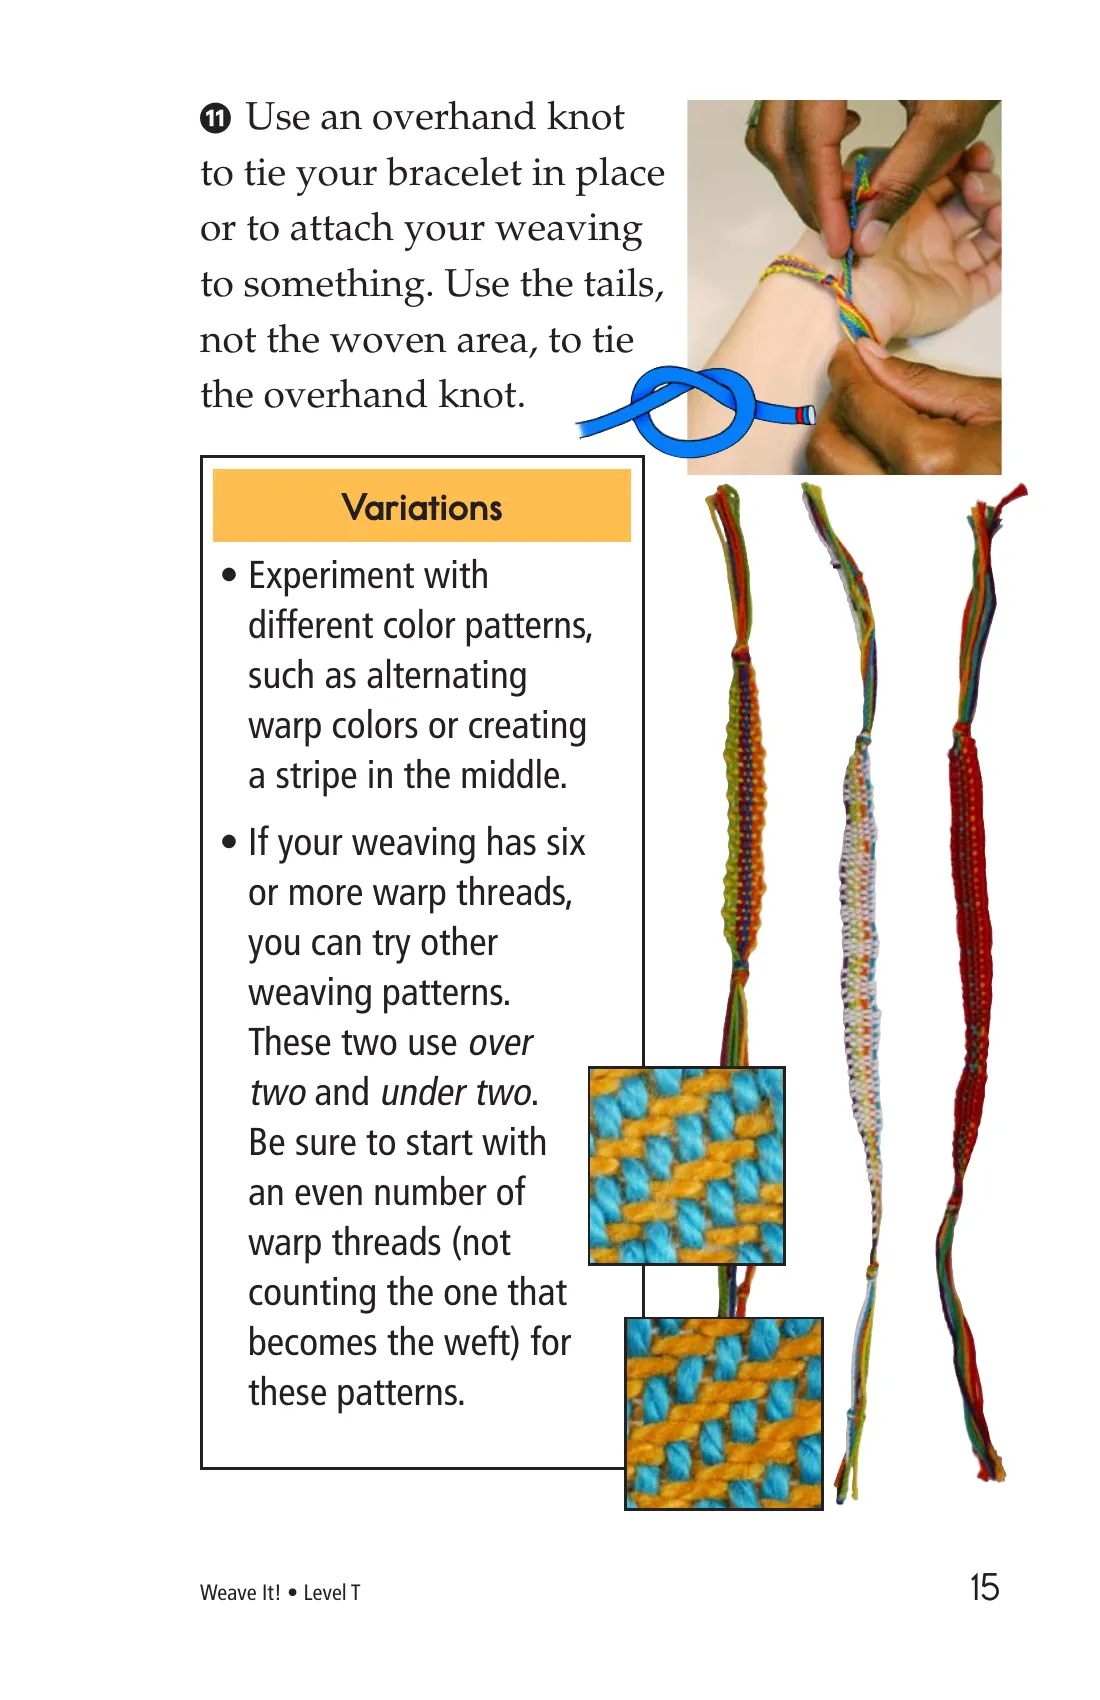 11 Use an overhand knot
to tie your bracelet in place
or to attach your weaving
to something. Use the tails,
not the woven area, to tie
the overhand knot.
Variations
• Experiment with
different color patterns,
such as alternating
warp colors or creating
a stripe in the middle.
• If your weaving has six
or more warp threads,
you can try other
weaving patterns.
These two use over
two and under two.
Be sure to start with
an even number of
warp threads (not
counting the one that
becomes the weft) for
these patterns.
Weave It! • Level T
15